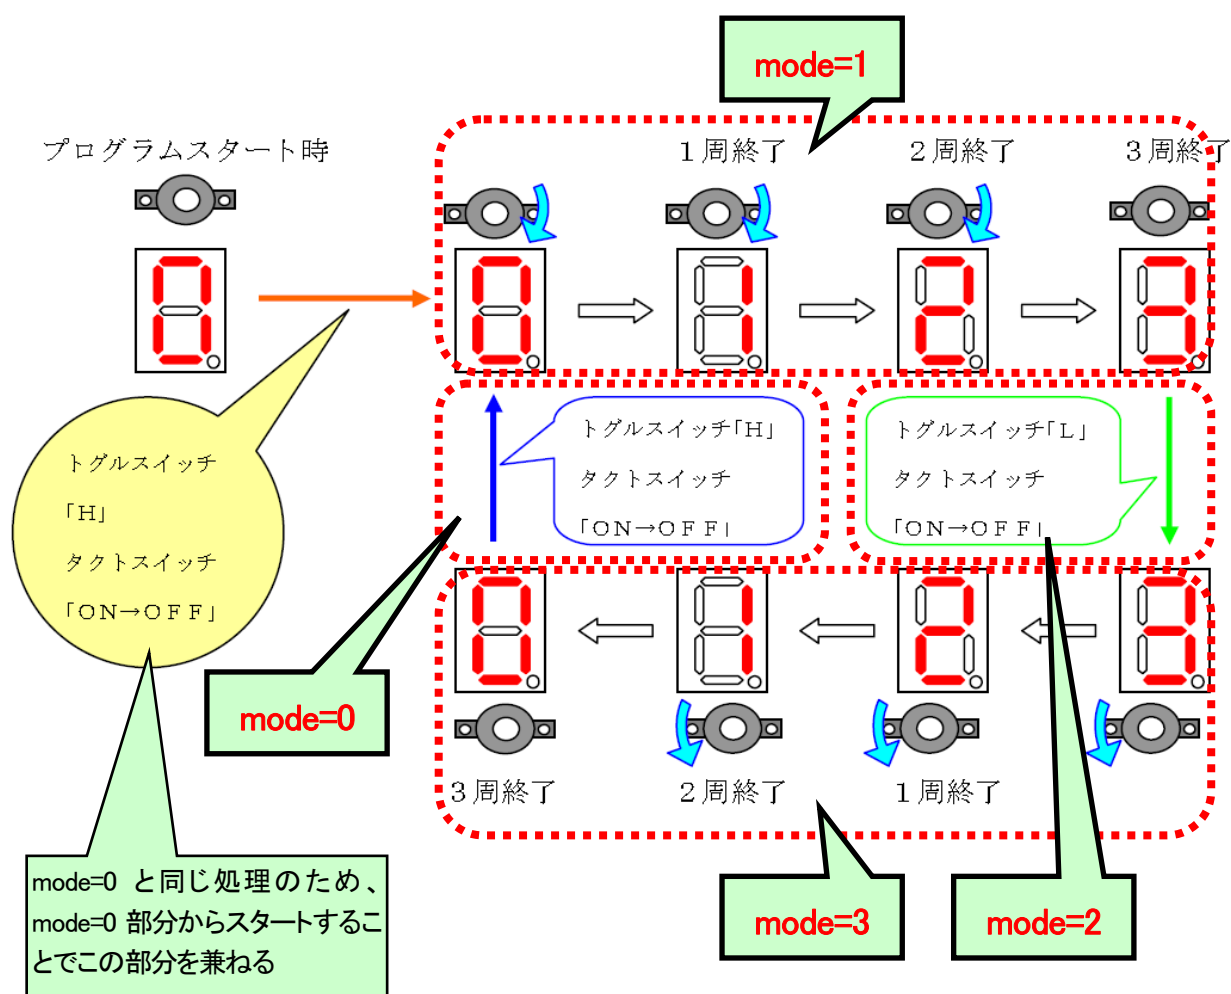 mode=1
プログラムスタート時
1周終了
2周終了
3周終了
トグルスイッチ
「H」
タクトスイッチ
「ON→OFF」
トグルスイッチ「H」
タクトスイッチ
「ON→OFF」
トグルスイッチ「L」
タクトスイッチ
「ON→OFF」
mode=0
3周終了
2周終了
1周終了
mode=0 と同じ処理のため、
mode=0 部分からスタートするこ
とでこの部分を兼ねる
mode=3
mode=2